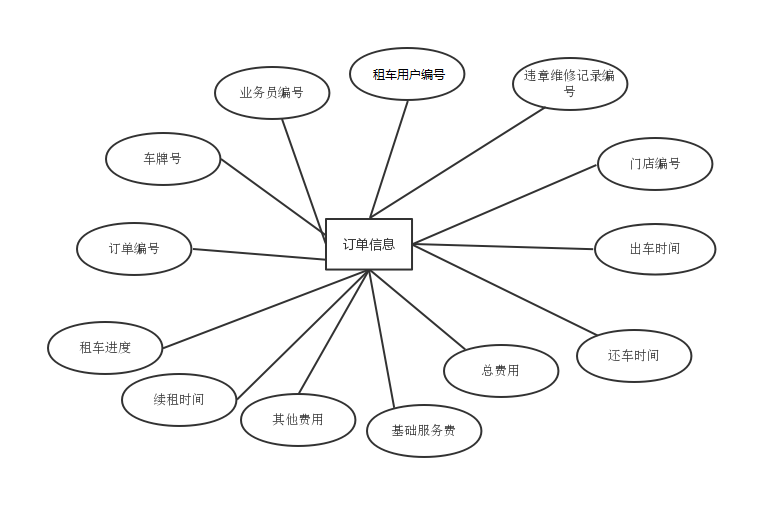 租车用户编号
违章维修记录编
号
业务员编号
车牌号
门店编号
订单信息
订单编号
出车时间
租车进度
还车时间
总费用
续租时间
其他费用
基础服务费